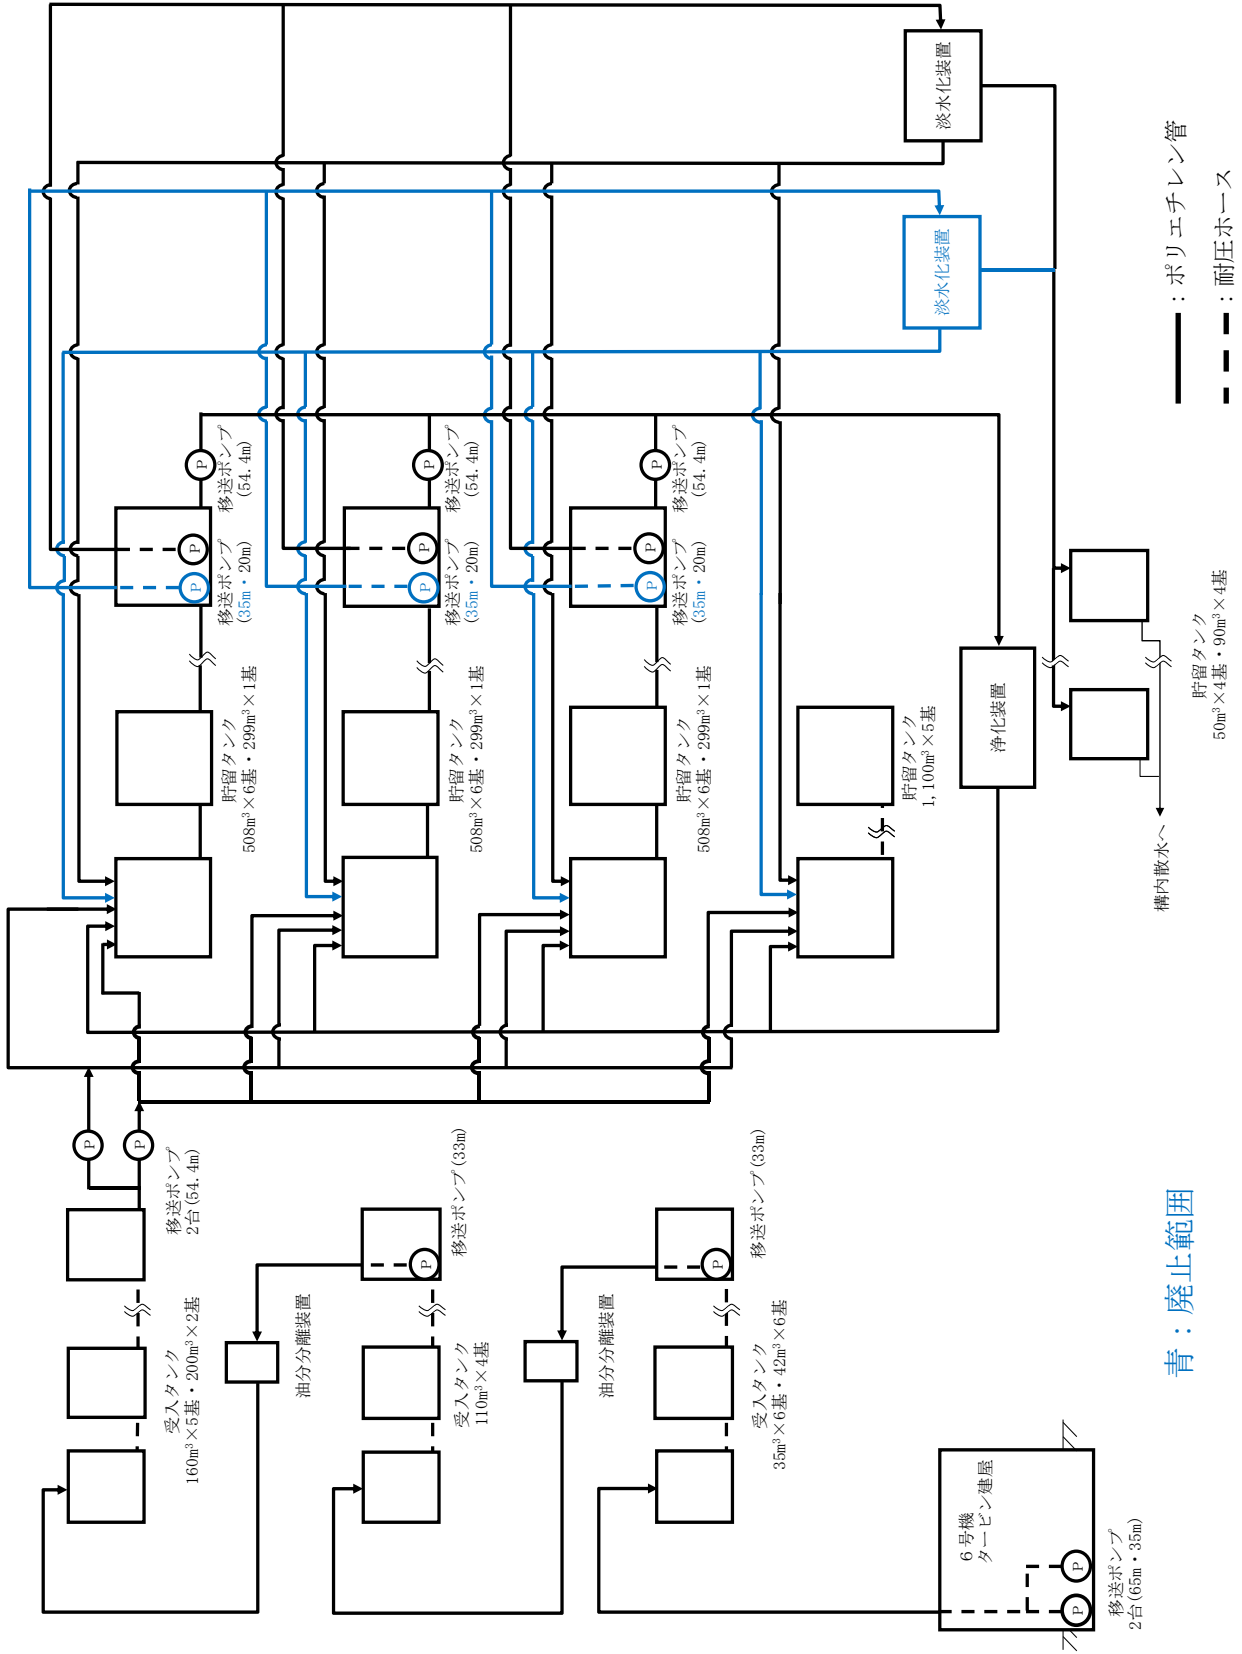 P
P
移送ポンプ
2台(54.4m)
受入タンク
160m³×5基・200m³×2基
油分分離装置
P
移送ポンプ(33m)
受入タンク
110m³×4基
油分分離装置
P
移送ポンプ(33m)
受入タンク
35m³×6基・42m³×6基
6号機
タービン建屋
P
P
移送ポンプ
2台(65m・35m)
貯留タンク
508m³×6基・299m³×1基
P
P
移送ポンプ
(35m・20m)
P
移送ポンプ
(54.4m)
貯留タンク
508m³×6基・299m³×1基
P
P
移送ポンプ
(35m・20m)
P
移送ポンプ
(54.4m)
貯留タンク
508m³×6基・299m³×1基
P
P
移送ポンプ
(35m・20m)
P
移送ポンプ
(54.4m)
貯留タンク
1,100m³×5基
浄化装置
淡水化装置
淡水化装置
構内散水へ
貯留タンク
50m³×4基・90m³×4基
青：廃止範囲
：ポリエチレン管
：耐圧ホース